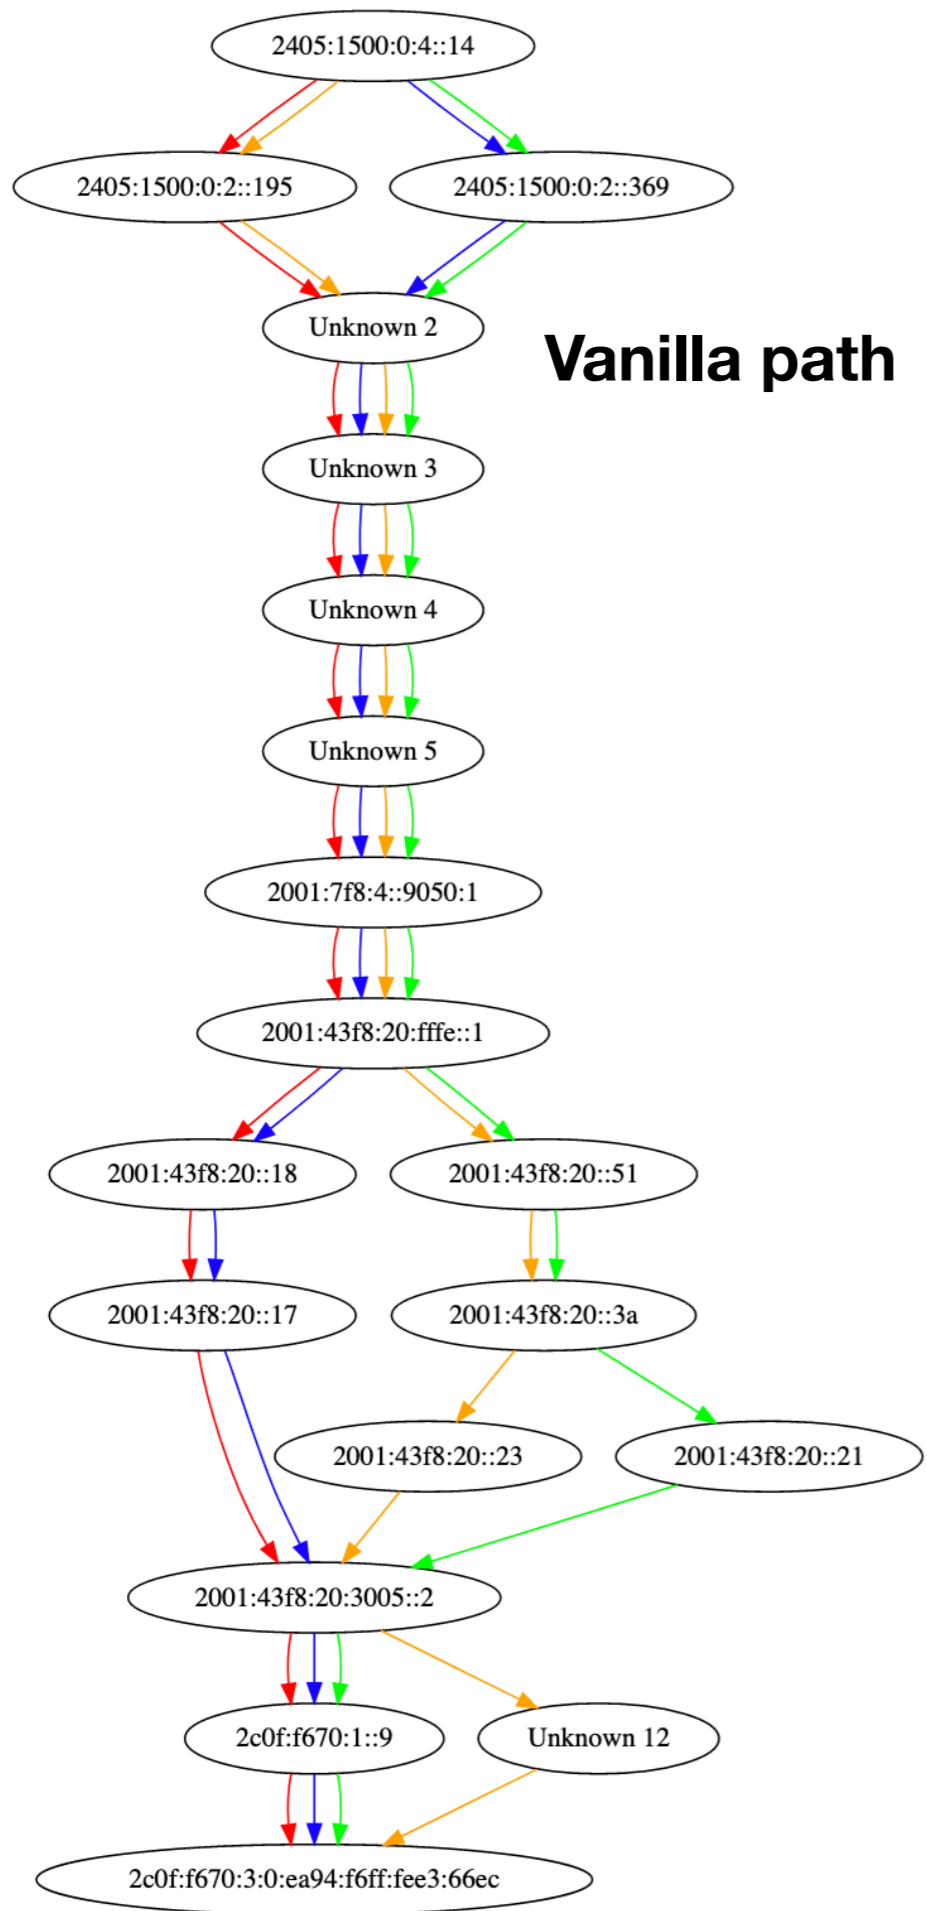 2405:1500:0:4::14
2405:1500:0:2::195
2405:1500:0:2::369
Unknown 2
Vanilla path
Unknown 3
Unknown 4
Unknown 5
2001:7f8:4::9050:1
2001:43f8:20:fffe::1
2001:43f8:20::18
2001:43f8:20::51
2001:43f8:20::17
2001:43f8:20::3a
2001:43f8:20::23
2001:43f8:20::21
2001:43f8:20:3005::2
2c0f:f670:1::9
Unknown 12
2c0f:f670:3:0:ea94:f6ff:fee3:66ec